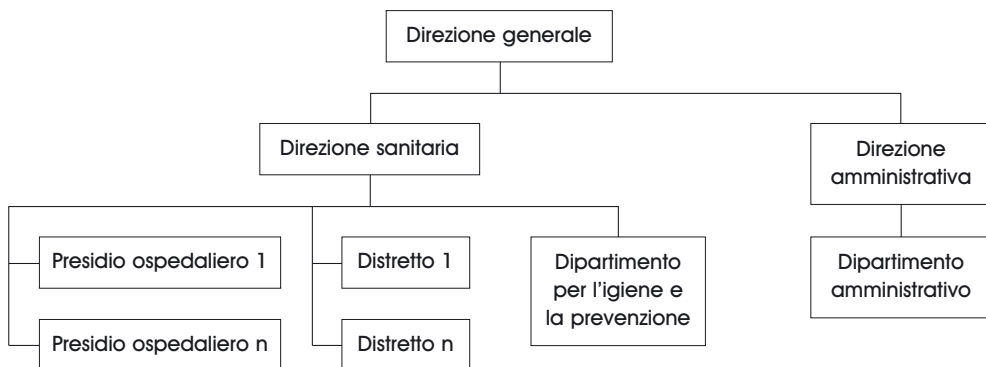 Direzione generale
Direzione sanitaria
Direzione
amministrativa
Presidio ospedaliero 1
Distretto 1
Dipartimento
per l'igiene e
la prevenzione
Dipartimento
amministrativo
Presidio ospedaliero n
Distretto n